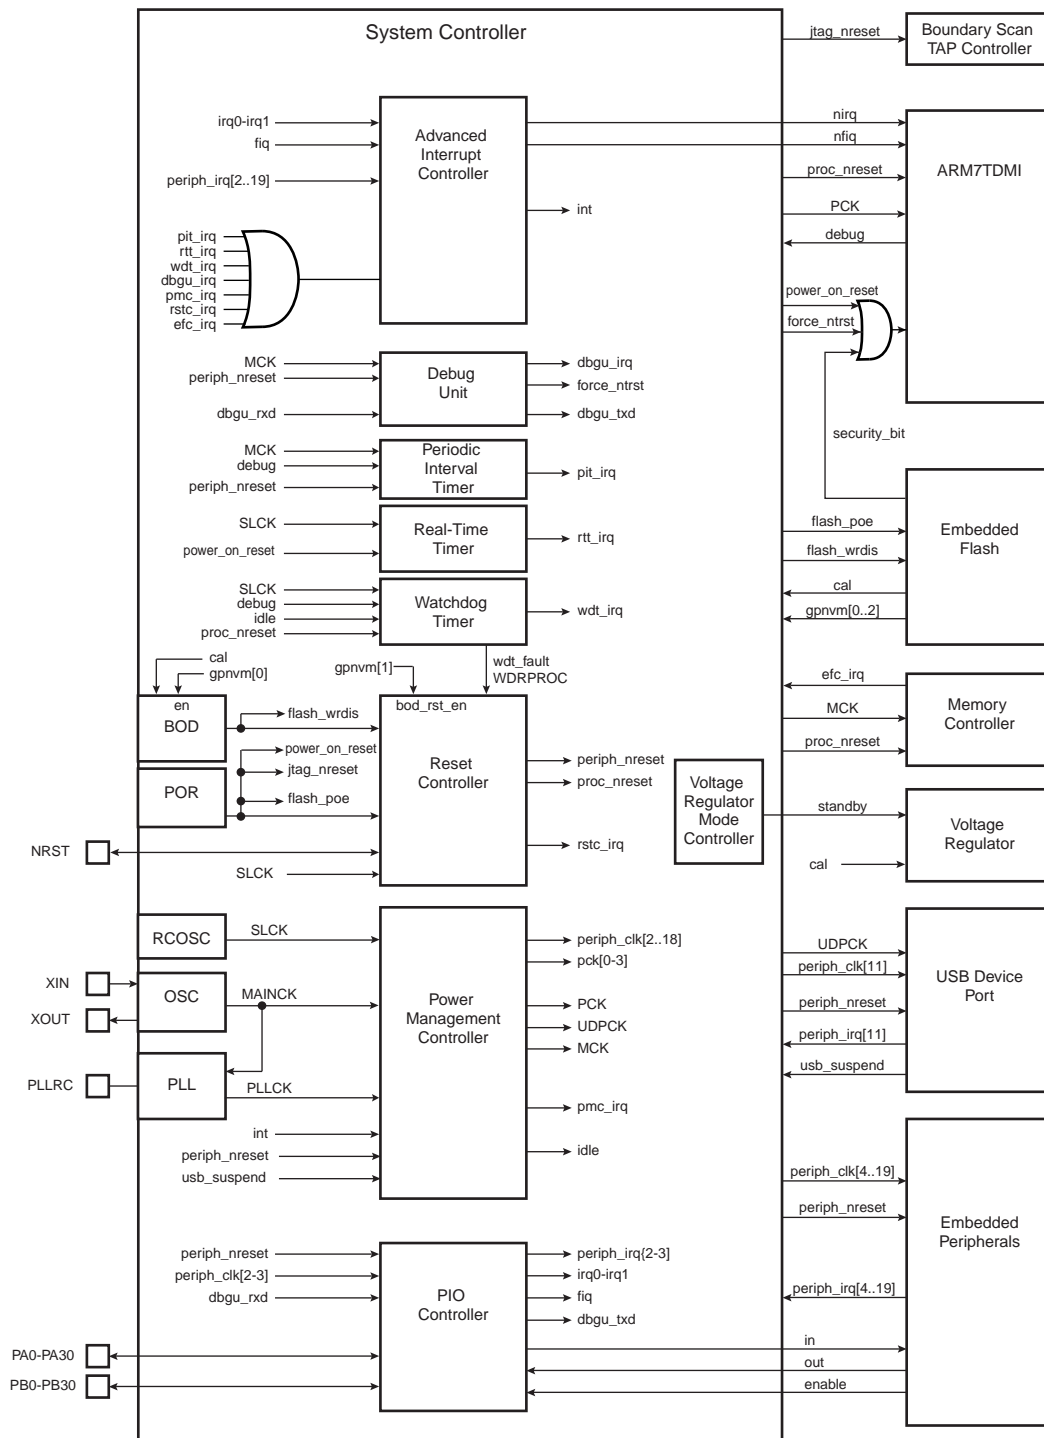 System Controller
jtag_nreset
Boundary Scan
TAP Controller
irq0-irq1
fiq
periph_irq[2..19]
Advanced
Interrupt
Controller
int
nirq
nfiq
proc_nreset
PCK
debug
ARM7TDMI
pit_irq
rtt_irq
wdt_irq
dbgu_irq
pmc_irq
rstc_irq
efc_irq
power_on_reset
force_ntrst
security_bit
MCK
periph_nreset
dbgu_rxd
Debug
Unit
dbgu_irq
force_ntrst
dbgu_txd
MCK
debug
periph_nreset
Periodic
Interval
Timer
pit_irq
SLCK
power_on_reset
Real-Time
Timer
rtt_irq
flash_poe
flash_wrdis
cal
gpnvm[0..2]
Embedded
Flash
SLCK
debug
idle
proc_nreset
Watchdog
Timer
wdt_irq
wdt_fault
WDRPROC
cal
gpnvm[0]
gpnvm[1]
en
BOD
flash_wrdis
power_on_reset
jtag_nreset
flash_poe
POR
bod_rst_en
Reset
Controller
periph_nreset
proc_nreset
rstc_irq
NRST
SLCK
efc_irq
MCK
proc_nreset
Memory
Controller
Voltage
Regulator
Mode
Controller
standby
cal
Voltage
Regulator
RCOSC
SLCK
XIN
OSC
MAINCK
XOUT
PLLRC
PLL
PLLCK
int
periph_nreset
usb_suspend
Power
Management
Controller
periph_clk[2..18]
pck[0-3]
PCK
UDPCK
MCK
pmc_irq
idle
UDPCK
periph_clk[11]
periph_nreset
periph_irq[11]
usb_suspend
USB Device
Port
periph_clk[4..19]
periph_nreset
periph_irq[4..19]
Embedded
Peripherals
periph_nreset
periph_clk[2-3]
dbgu_rxd
PIO
Controller
periph_irq{2-3]
irq0-irq1
fiq
dbgu_txd
in
out
enable
PA0-PA30
PB0-PB30